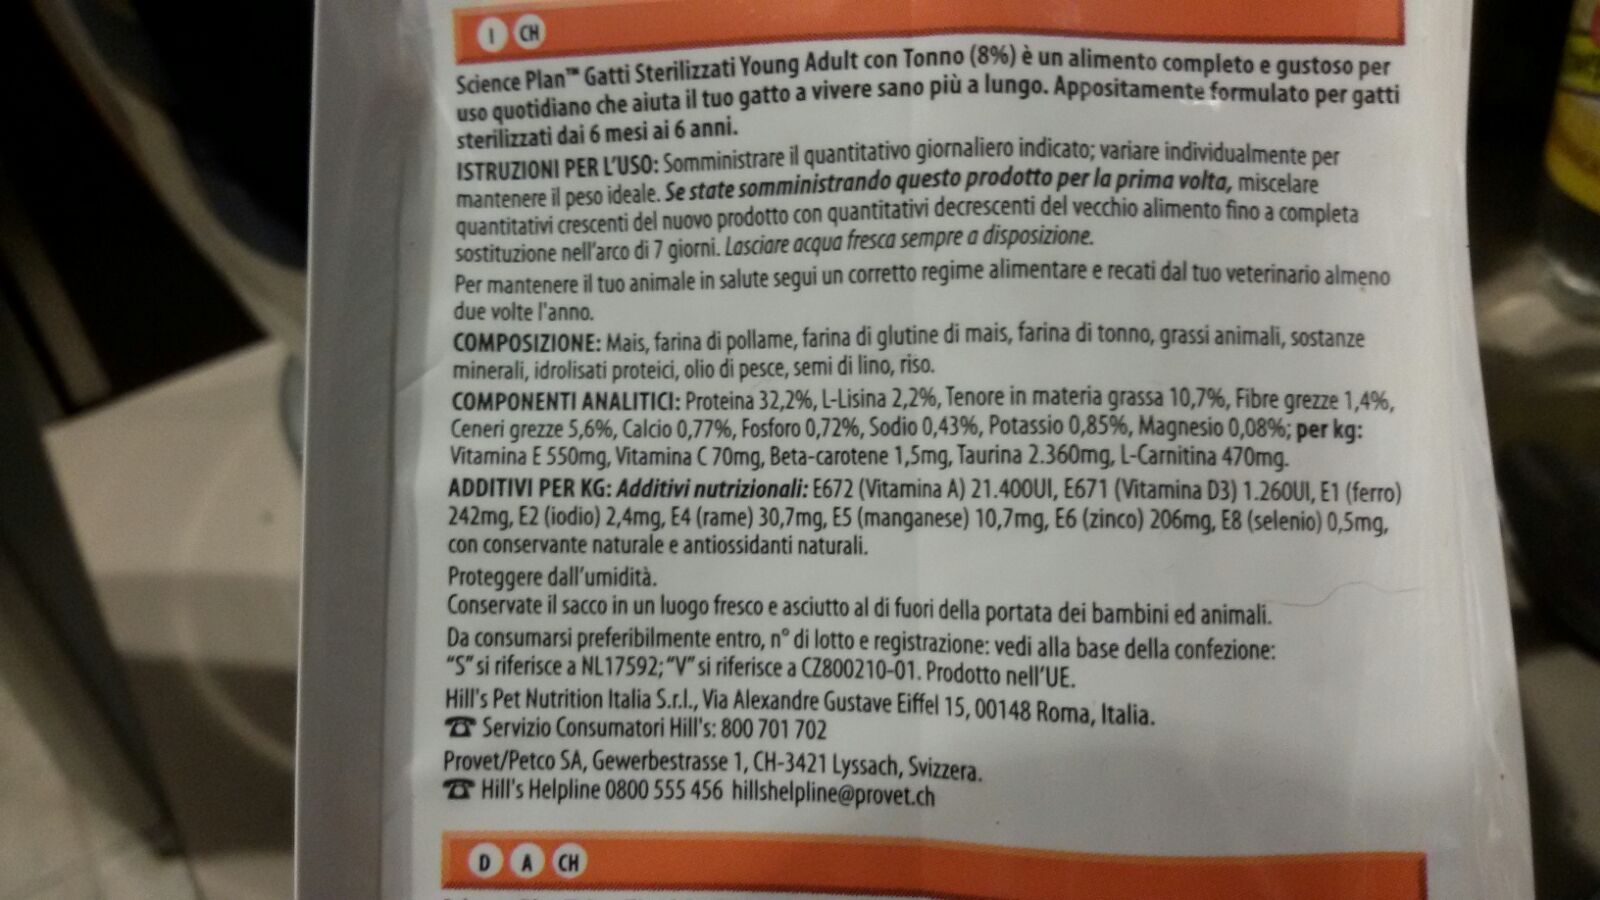 I CH
Science Plan™ Gatti Sterilizzati Young Adult con Tonno (8%) è un alimento completo e gustoso per
uso quotidiano che aiuta il tuo gatto a vivere sano più a lungo. Appositamente formulato per gatti
sterilizzati dai 6 mesi ai 6 anni.
ISTRUZIONI PER L'USO: Somministrare il quantitativo giornaliero indicato; variare individualmente per
mantenere il peso ideale. Se state somministrando questo prodotto per la prima volta, miscelare
quantitativi crescenti del nuovo prodotto con quantitativi decrescenti del vecchio alimento fino a completa
sostituzione nell'arco di 7 giorni. Lasciare acqua fresca sempre a disposizione.
Per mantenere il tuo animale in salute segui un corretto regime alimentare e recati dal tuo veterinario almeno
due volte l'anno.
COMPOSIZIONE: Mais, farina di pollame, farina di glutine di mais, farina di tonno, grassi animali, sostanze
minerali, idrolisati proteici, olio di pesce, semi di lino, riso.
COMPONENTI ANALITICI: Proteina 32,2%, L-Lisina 2,2%, Tenore in materia grassa 10,7%, Fibre grezze 1,4%,
Ceneri grezze 5,6%, Calcio 0,77%, Fosforo 0,72%, Sodio 0,43%, Potassio 0,85%, Magnesio 0,08%; per kg:
Vitamina E 550mg, Vitamina C 70mg, Beta-carotene 1,5mg, Taurina 2.360mg, L-Carnitina 470mg.
ADDITIVI PER KG: Additivi nutrizionali: E672 (Vitamina A) 21.400UI, E671 (Vitamina D3) 1.260UI, E1 (ferro)
242mg, E2 (iodio) 2,4mg, E4 (rame) 30,7mg, E5 (manganese) 10,7mg, E6 (zinco) 206mg, E8 (selenio) 0,5mg,
con conservante naturale e antiossidanti naturali.
Proteggere dall'umidità.
Conservate il sacco in un luogo fresco e asciutto al di fuori della portata dei bambini ed animali.
Da consumarsi preferibilmente entro, n° di lotto e registrazione: vedi alla base della confezione:
"S" si riferisce a NL17592; "V" si riferisce a CZ800210-01. Prodotto nell'UE.
Hill's Pet Nutrition Italia S.r.l., Via Alexandre Gustave Eiffel 15, 00148 Roma, Italia.
☎ Servizio Consumatori Hill's: 800 701 702
Provet/Petco SA, Gewerbestrasse 1, CH-3421 Lyssach, Svizzera.
☎ Hill's Helpline 0800 555 456 hillshelpline@provet.ch
D A CH